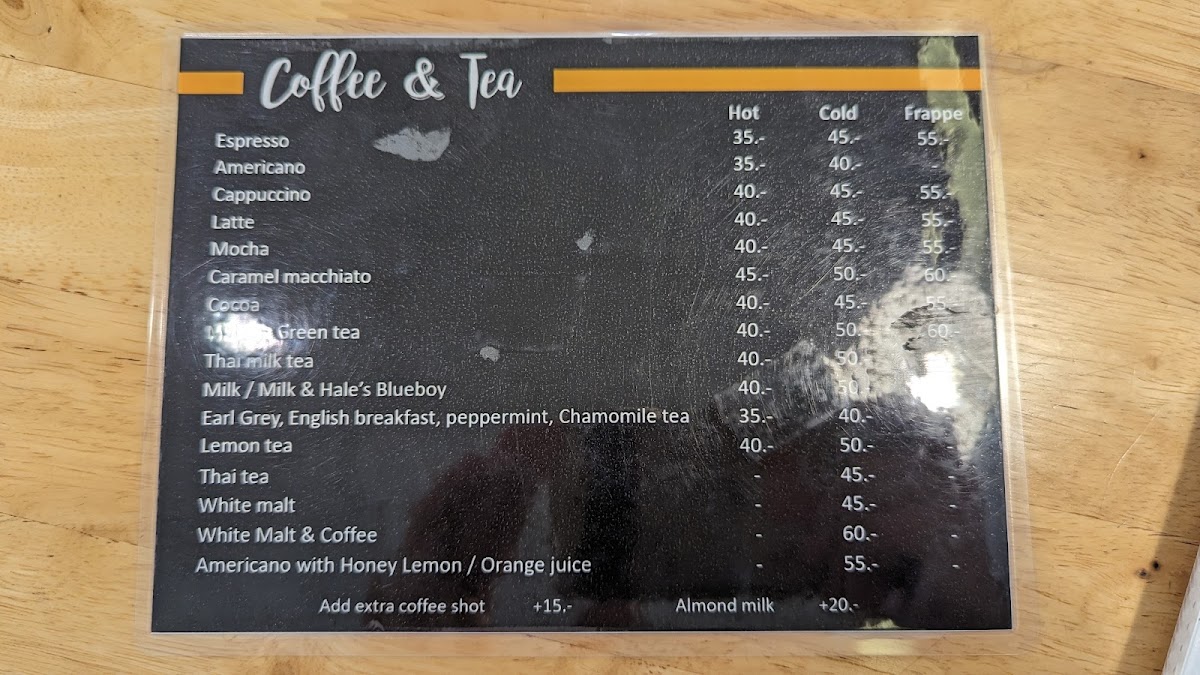 Coffee & Tea
Hot Cold Frappe
Espresso 35.- 45.- 55.-
Americano 35.- 40.- -
Cappuccino 40.- 45.- 55.-
Latte 40.- 45.- 55.-
Mocha 40.- 45.- 55.-
Caramel macchiato 45.- 50.- 60.-
Cocoa 40.- 45.- 55.-
Green tea 40.- 50.- 60.-
Thai milk tea 40.- 50.-
Milk / Milk & Hale's Blueboy 40.- 50.-
Earl Grey, English breakfast, peppermint, Chamomile tea 35.- 40.-
Lemon tea 40.- 50.- -
Thai tea - 45.- -
White malt - 45.- -
White Malt & Coffee - 60.- -
Americano with Honey Lemon / Orange juice - 55.- -
Add extra coffee shot +15.- Almond milk +20.-